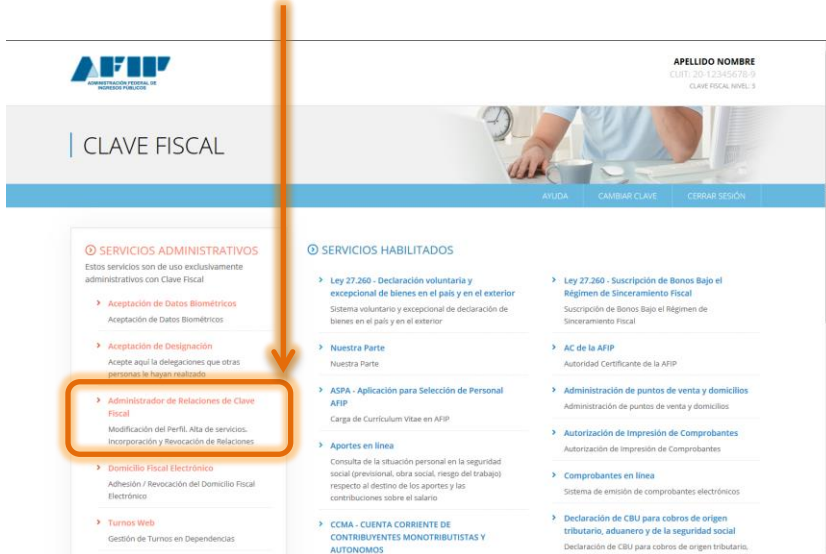 AFIP
ADMINISTRACIÓN FEDERAL DE
INGRESOS PÚBLICOS
APELLIDO NOMBRE
CUIT: 20-12345678-9
CLAVE FISCAL NIVEL: 3
CLAVE FISCAL
AYUDA
CAMBIAR CLAVE
CERRAR SESIÓN
SERVICIOS ADMINISTRATIVOS
Estos servicios son de uso exclusivamente
administrativos con Clave Fiscal
Aceptación de Datos Biométricos
Aceptación de Datos Biométricos
Aceptación de Designación
Acepte aquí la delegaciones que otras
personas le hayan realizado
Administrador de Relaciones de Clave
Fiscal
Modificación del Perfil. Alta de servicios.
Incorporación y Revocación de Relaciones
Domicilio Fiscal Electrónico
Adhesión / Revocación del Domicilio Fiscal
Electrónico
Turnos Web
Gestión de Turnos en Dependencias
SERVICIOS HABILITADOS
Ley 27.260 - Declaración voluntaria y
excepcional de bienes en el país y en el exterior
Sistema voluntario y excepcional de declaración de
bienes en el país y en el exterior
Nuestra Parte
Nuestra Parte
ASPA - Aplicación para Selección de Personal
AFIP
Carga de Currículum Vitae en AFIP
Aportes en línea
Consulta de la situación personal en la seguridad
social (previsional, obra social, riesgo del trabajo)
respecto al destino de los aportes y las
contribuciones sobre el salario
CCMA - CUENTA CORRIENTE DE
CONTRIBUYENTES MONOTRIBUTISTAS Y
AUTONOMOS
Ley 27.260 - Suscripción de Bonos Bajo el
Régimen de Sinceramiento Fiscal
Suscripción de Bonos Bajo el Régimen de
Sinceramiento Fiscal
AC de la AFIP
Autoridad Certificante de la AFIP
Administración de puntos de venta y domicilios
Administración de puntos de venta y domicilios
Autorización de Impresión de Comprobantes
Autorización de Impresión de Comprobantes
Comprobantes en línea
Sistema de emisión de comprobantes electrónicos
Declaración de CBU para cobros de origen
tributario, aduanero y de la seguridad social
Declaración de CBU para cobros de origen tributario,